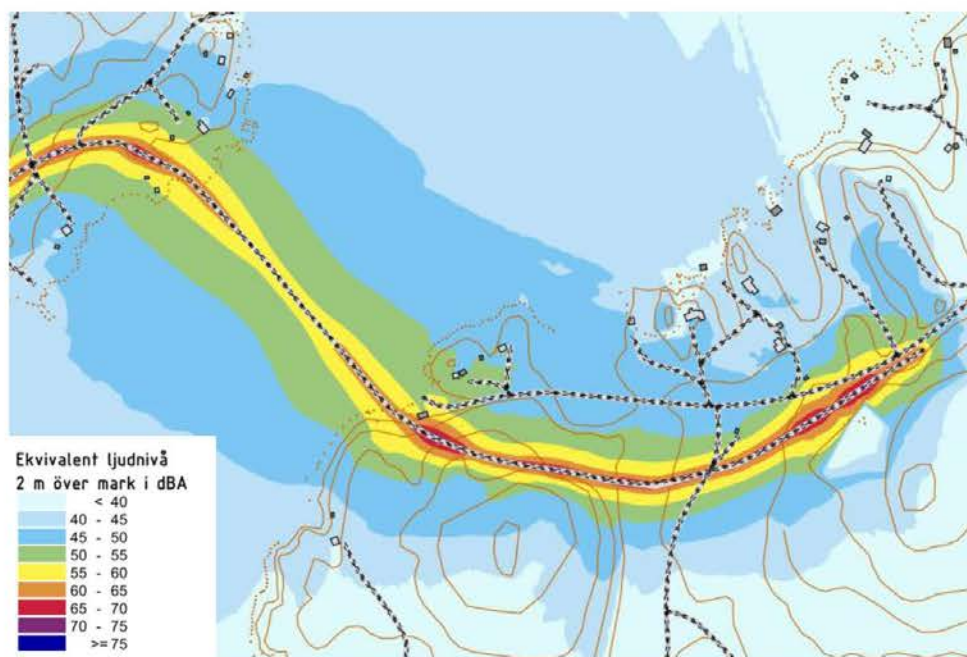 Ekvivalent ljudnivå
2 m över mark i dBA
< 40
40 - 45
45 - 50
50 - 55
55 - 60
60 - 65
65 - 70
70 - 75
>= 75